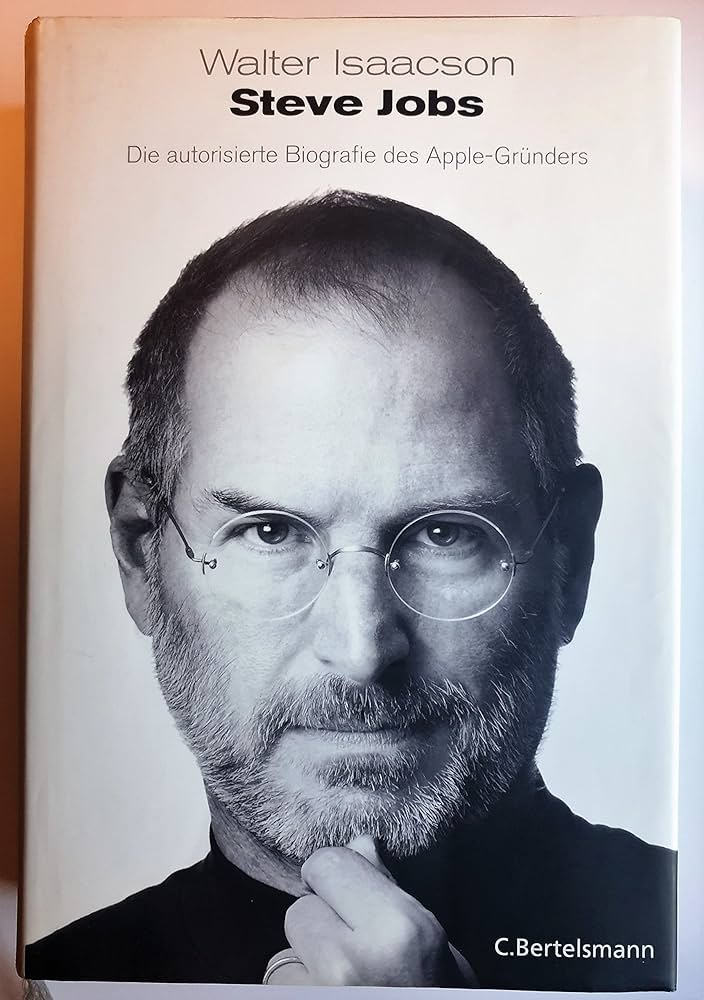 Walter Isaacson
Steve Jobs
Die autorisierte Biografie des Apple-Gründers
C.Bertelsmann